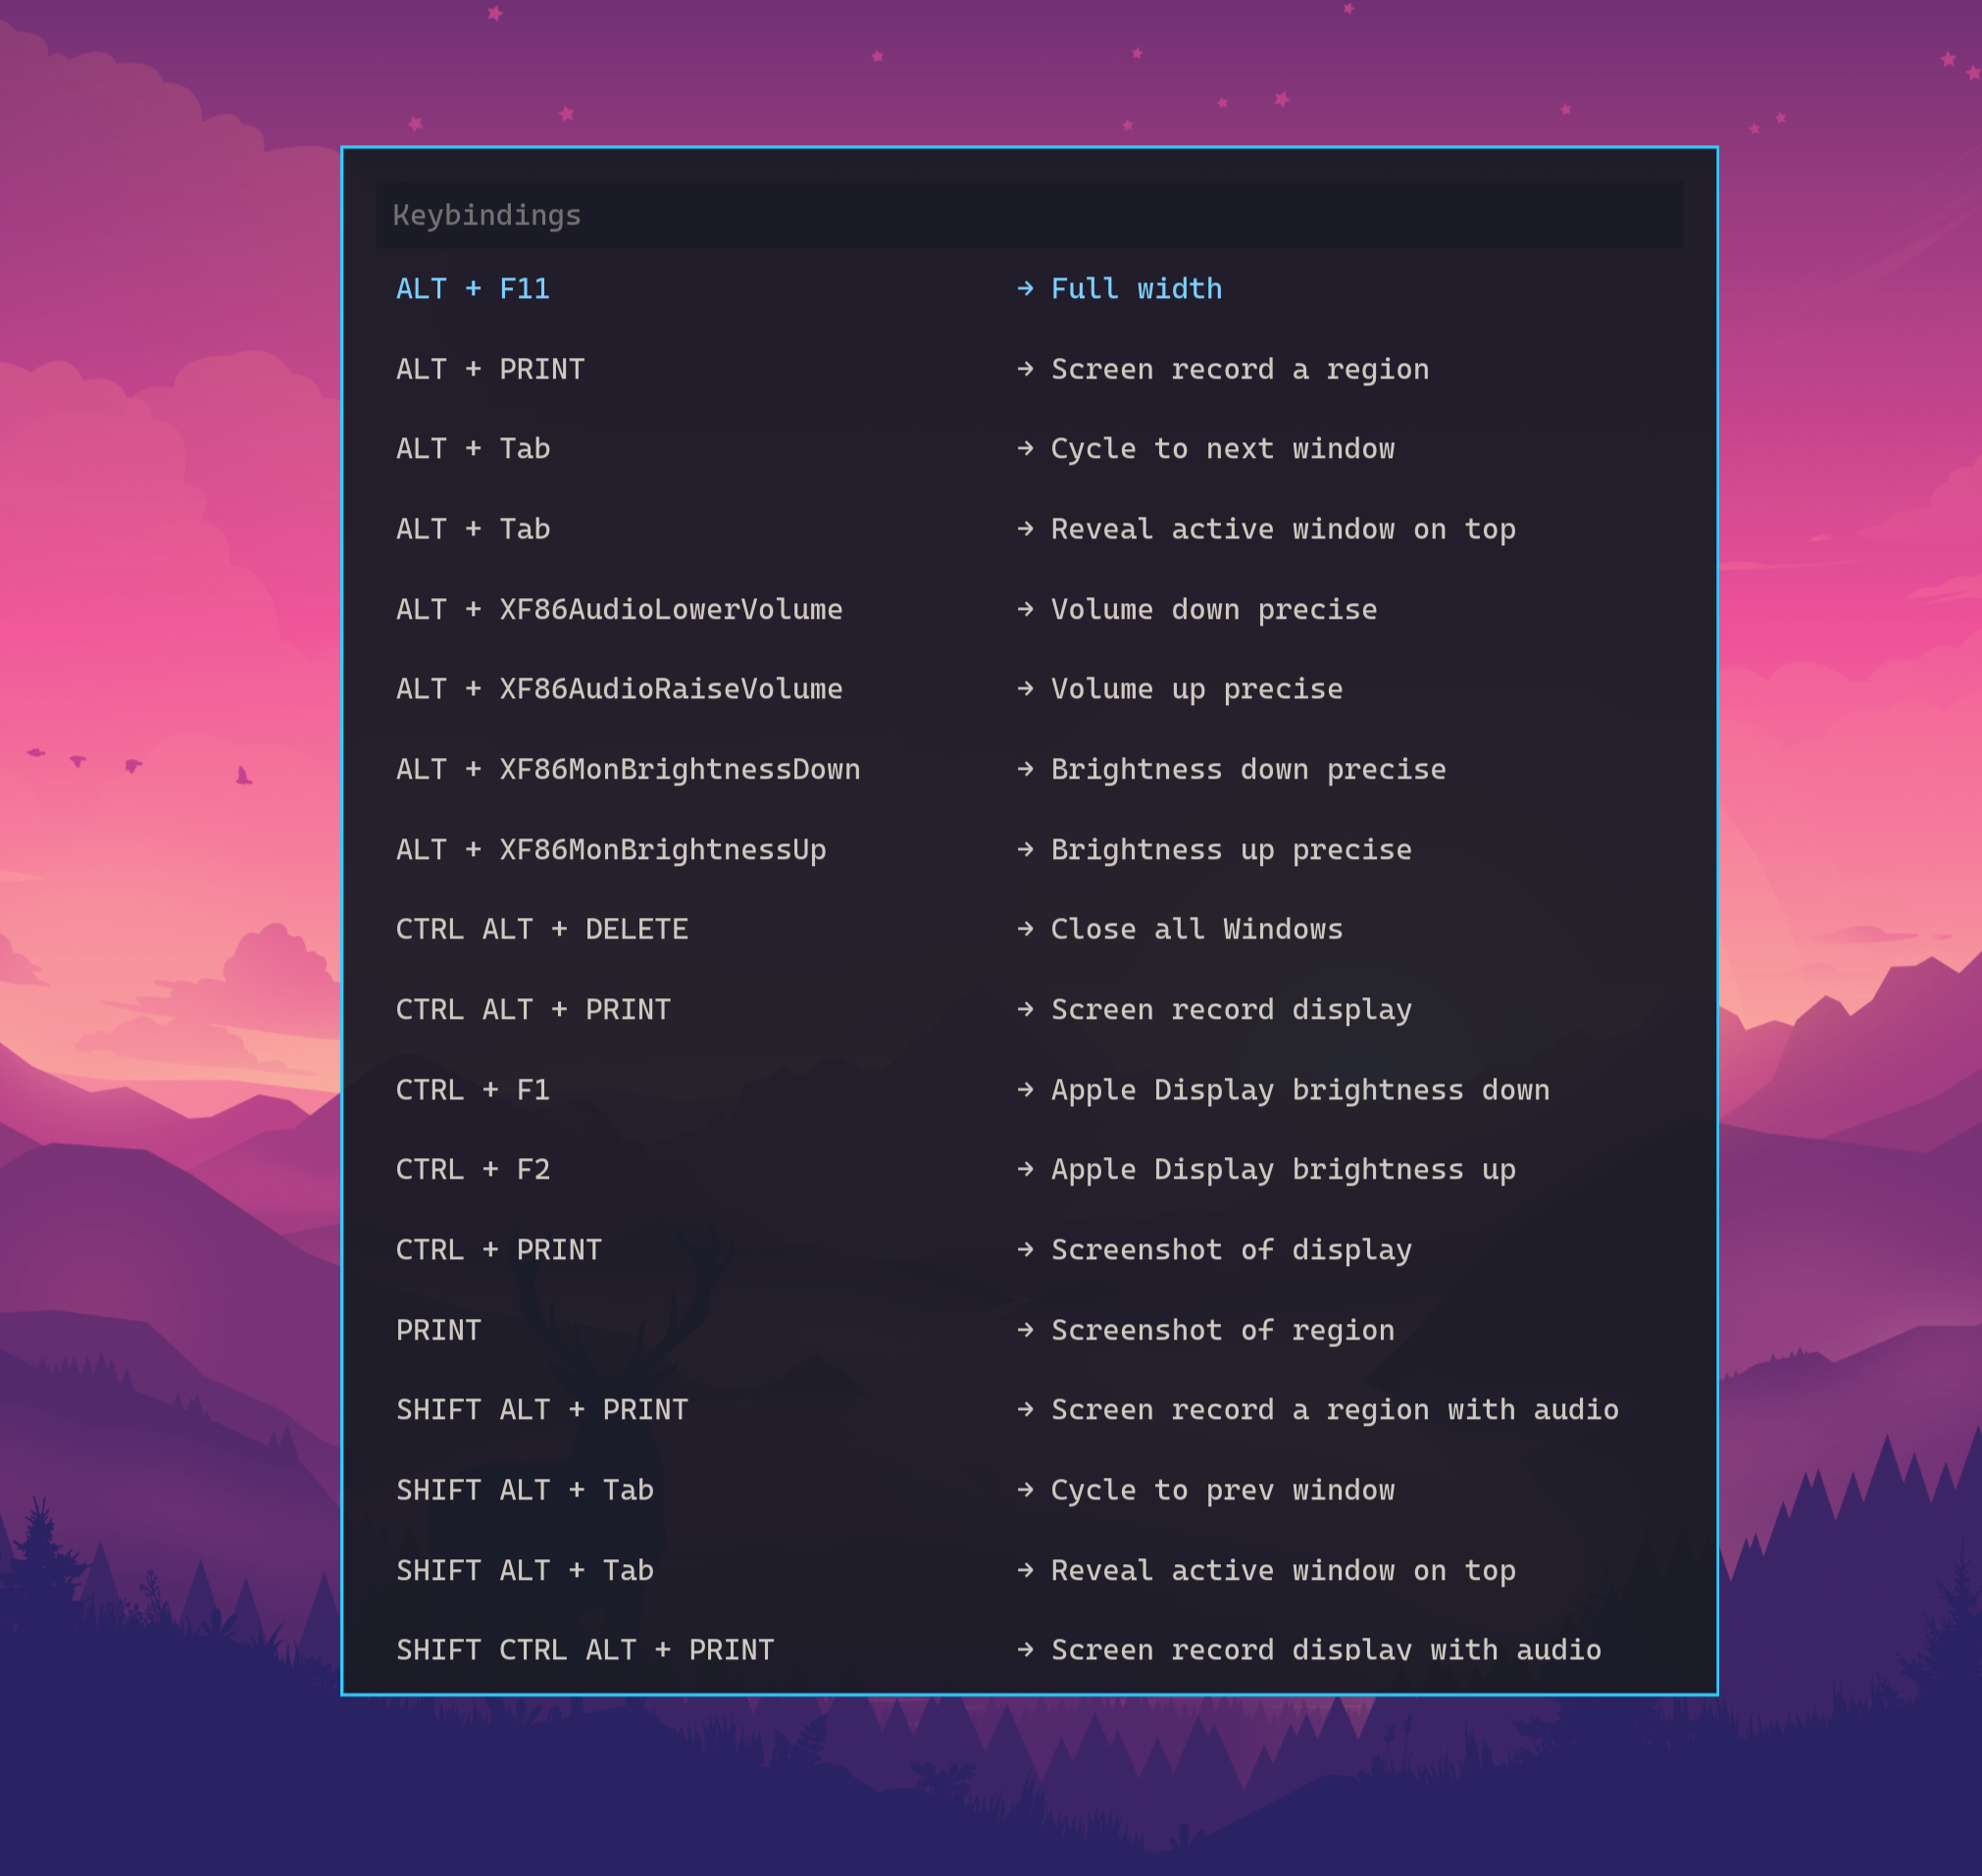 Keybindings
ALT + F11 → Full width
ALT + PRINT → Screen record a region
ALT + Tab → Cycle to next window
ALT + Tab → Reveal active window on top
ALT + XF86AudioLowerVolume → Volume down precise
ALT + XF86AudioRaiseVolume → Volume up precise
ALT + XF86MonBrightnessDown → Brightness down precise
ALT + XF86MonBrightnessUp → Brightness up precise
CTRL ALT + DELETE → Close all Windows
CTRL ALT + PRINT → Screen record display
CTRL + F1 → Apple Display brightness down
CTRL + F2 → Apple Display brightness up
CTRL + PRINT → Screenshot of display
PRINT → Screenshot of region
SHIFT ALT + PRINT → Screen record a region with audio
SHIFT ALT + Tab → Cycle to prev window
SHIFT ALT + Tab → Reveal active window on top
SHIFT CTRL ALT + PRINT → Screen record display with audio